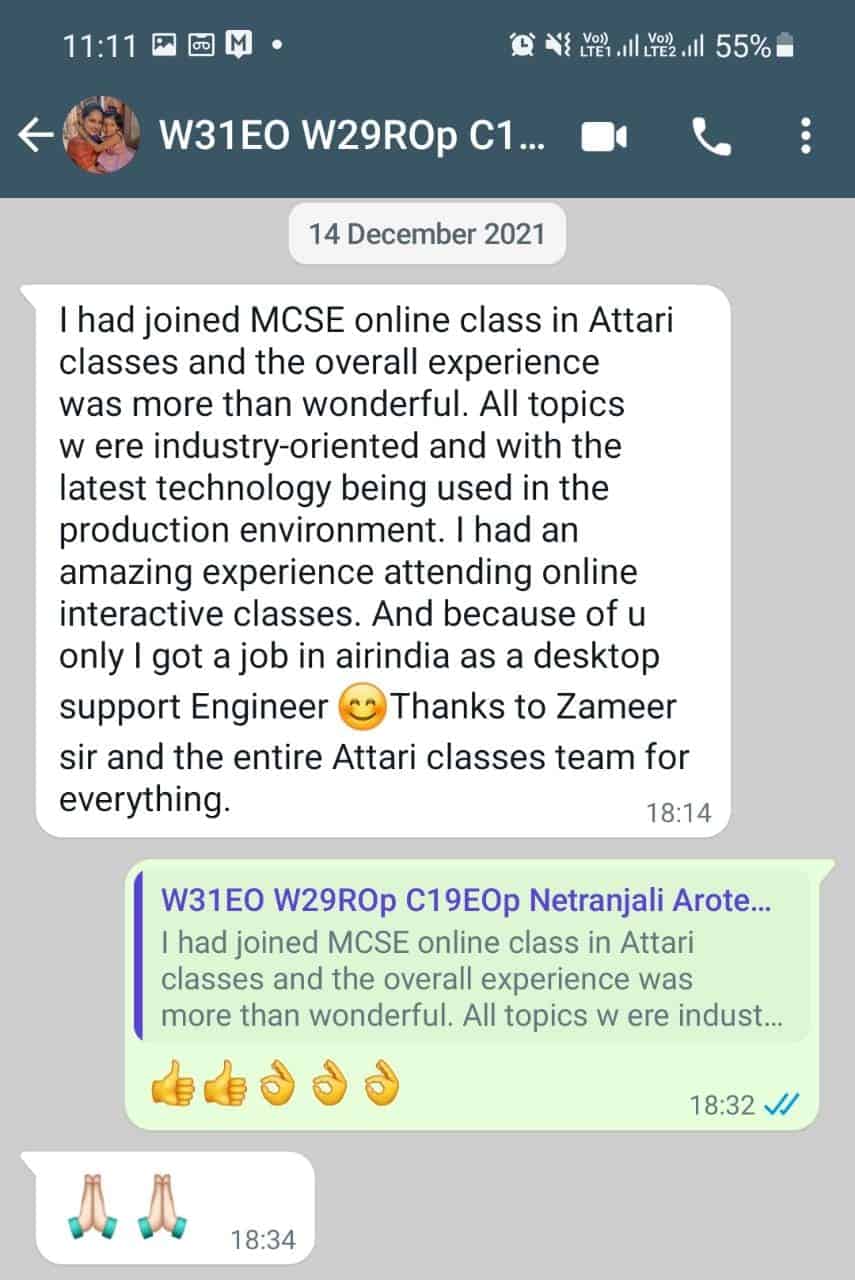 11:11
Vo)) LTE1 Vo)) LTE2 55%
W31EO W29ROp C1...
14 December 2021
I had joined MCSE online class in Attari
classes and the overall experience
was more than wonderful. All topics
w ere industry-oriented and with the
latest technology being used in the
production environment. I had an
amazing experience attending online
interactive classes. And because of u
only I got a job in airindia as a desktop
support Engineer 😊Thanks to Zameer
sir and the entire Attari classes team for
everything.
18:14
W31EO W29ROp C19EOp Netranjali Arote...
I had joined MCSE online class in Attari
classes and the overall experience was
more than wonderful. All topics w ere indust...
👍👍👌👌👌
18:32
🙏🏻 🙏🏻
18:34